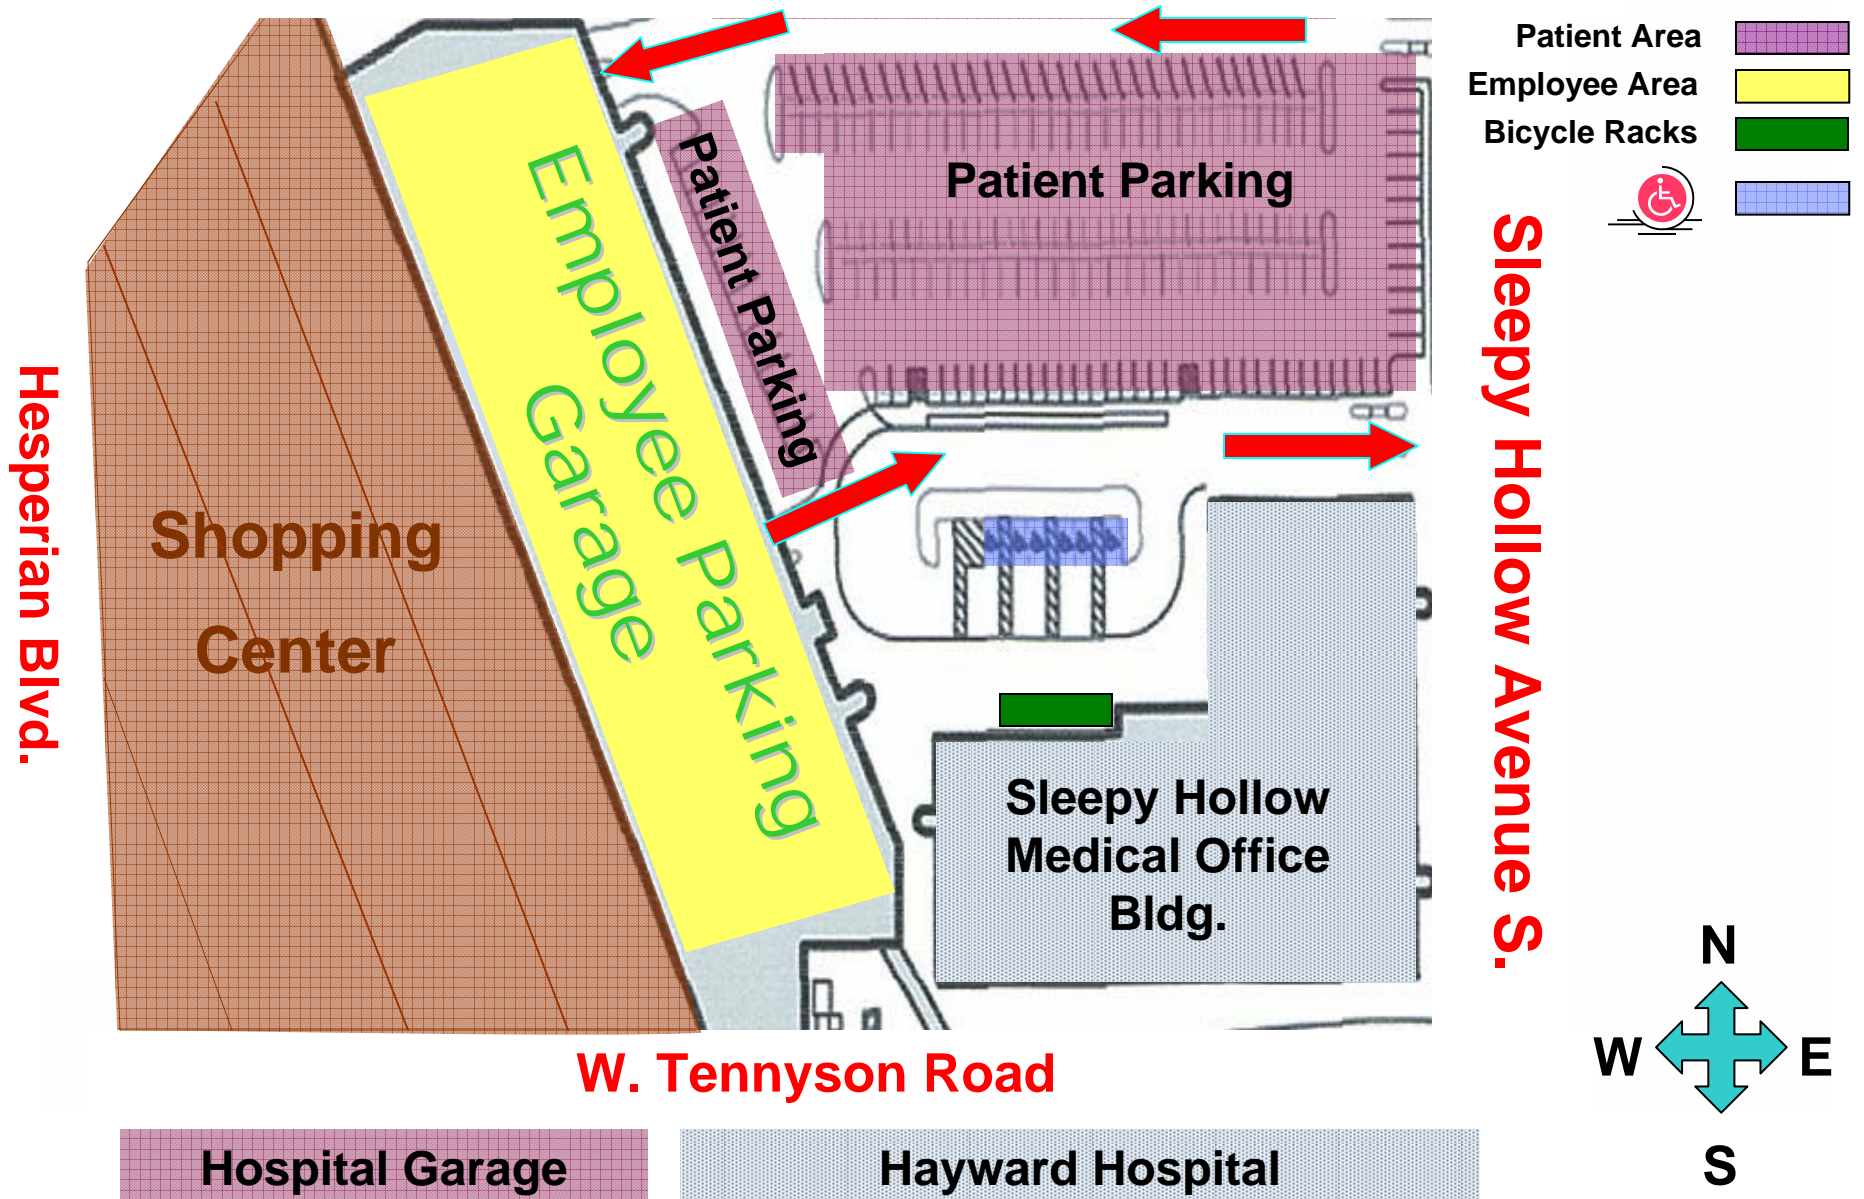 Patient Area
Employee Area
Bicycle Racks
Patient Parking
Patient Parking
Employee Parking
Garage
Shopping
Center
Hesperian Blvd.
Sleepy Hollow Avenue S.
Sleepy Hollow
Medical Office
Bldg.
N
W E
S
W. Tennyson Road
Hospital Garage
Hayward Hospital